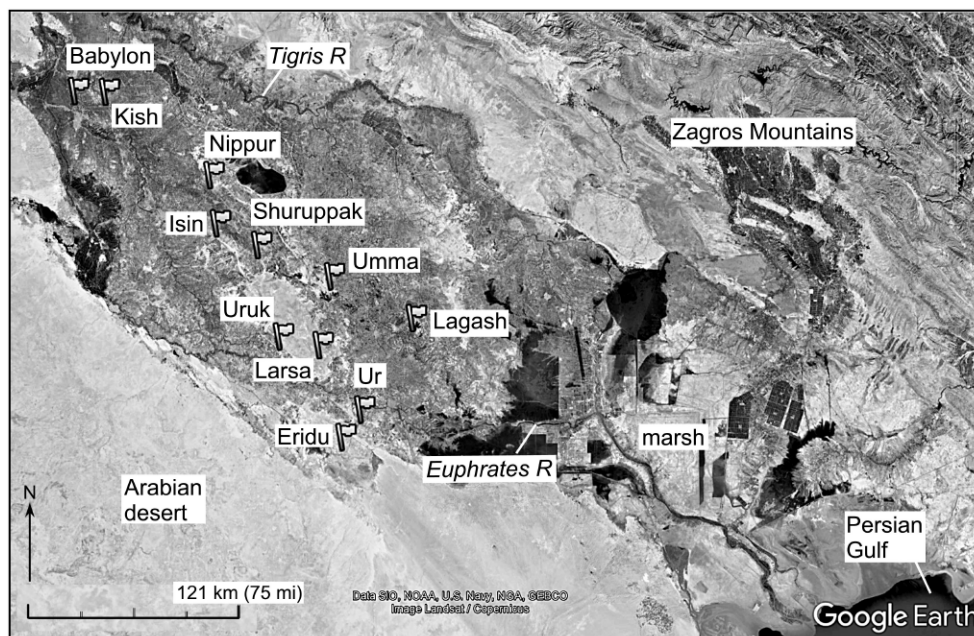 Babylon
Tigris R
Kish
Zagros Mountains
Nippur
Shuruppak
Isin
Umma
Uruk
Lagash
Larsa
Ur
Eridu
marsh
Euphrates R
Arabian
desert
N
Persian
Gulf
121 km (75 mi)
Data SIO, NOAA, U.S. Navy, NGA, GEBCO
Image Landsat / Copernicus
Google Earth